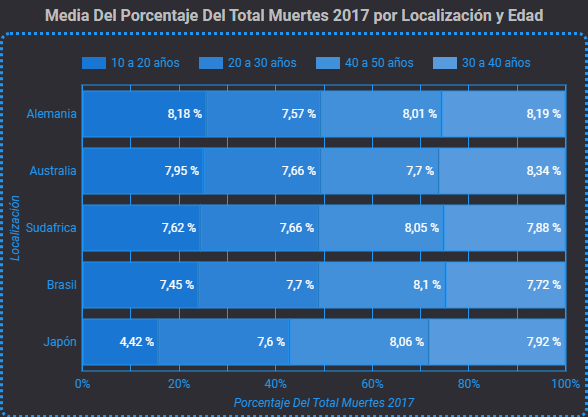 Media Del Porcentaje Del Total Muertes 2017 por Localización y Edad
10 a 20 años 20 a 30 años 40 a 50 años 30 a 40 años
Alemania 8,18 % 7,57 % 8,01 % 8,19 %
Australia 7,95 % 7,66 % 7,7 % 8,34 %
Sudafrica 7,62 % 7,66 % 8,05 % 7,88 %
Brasil 7,45 % 7,7 % 8,1 % 7,72 %
Japón 4,42 % 7,6 % 8,06 % 7,92 %
Localización
0% 20% 40% 60% 80% 100%
Porcentaje Del Total Muertes 2017